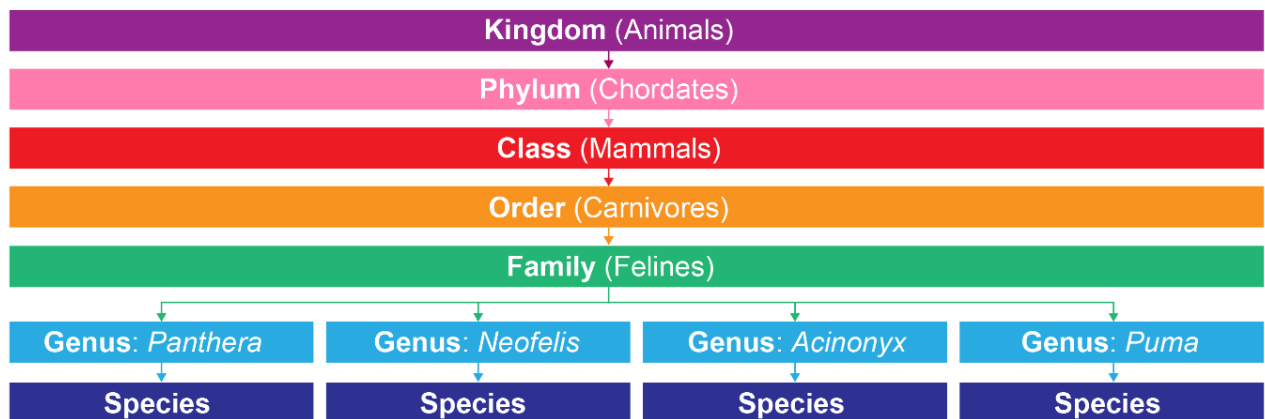 Kingdom (Animals)
Phylum (Chordates)
Class (Mammals)
Order (Carnivores)
Family (Felines)
Genus: Panthera
Genus: Neofelis
Genus: Acinonyx
Genus: Puma
Species
Species
Species
Species